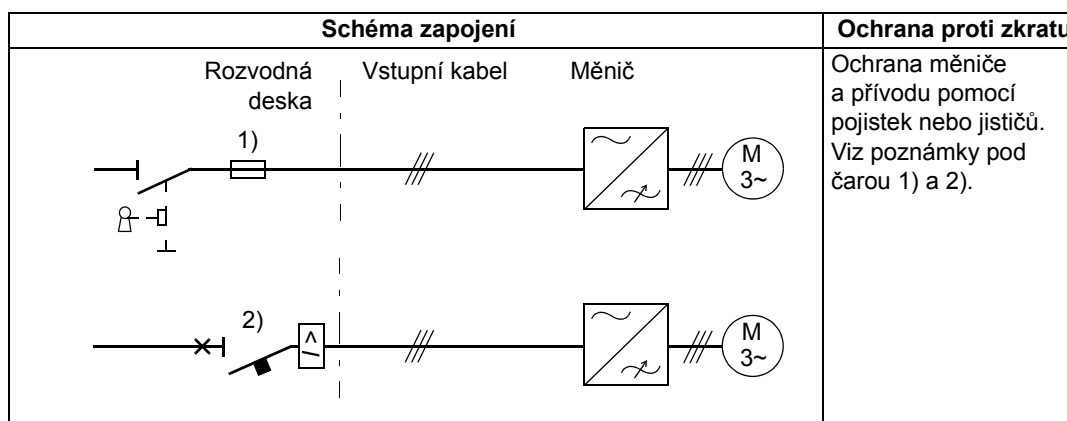 Schéma zapojení
Ochrana proti zkratu
Rozvodná
deska
Vstupní kabel
Měnič
Ochrana měniče
a přívodu pomocí
pojistek nebo jističů.
Viz poznámky pod
čarou 1) a 2).
1)
M
3~
2)
I >
M
3~